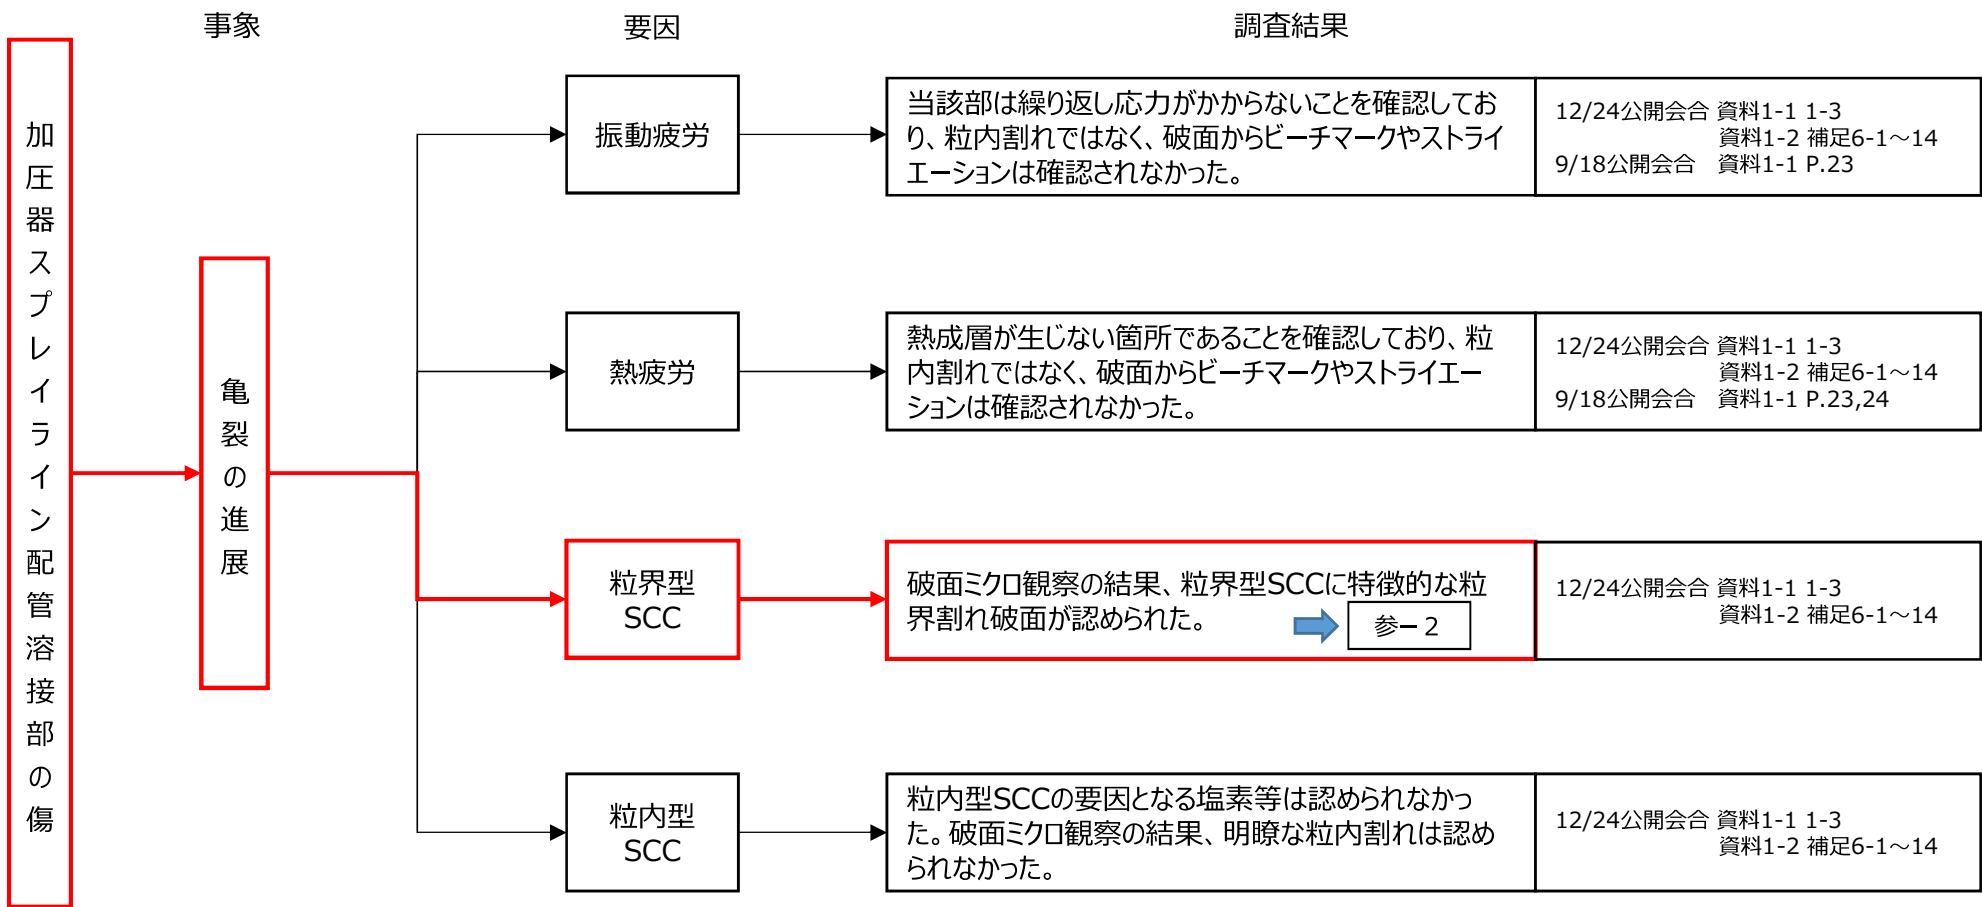 事象
要因
調査結果
加圧器スプレイライン配管溶接部の傷
亀裂の進展
振動疲労
当該部は繰り返し応力がかからないことを確認してお
り、粒内割れではなく、破面からビーチマークやストライ
エーションは確認されなかった。
12/24公開会合 資料1-1 1-3
資料1-2 補足6-1～14
9/18公開会合 資料1-1 P.23
熱疲労
熱成層が生じない箇所であることを確認しており、粒
内割れではなく、破面からビーチマークやストライエー
ションは確認されなかった。
12/24公開会合 資料1-1 1-3
資料1-2 補足6-1～14
9/18公開会合 資料1-1 P.23,24
粒界型
SCC
破面ミクロ観察の結果、粒界型SCCに特徴的な粒
界割れ破面が認められた。
参ー２
12/24公開会合 資料1-1 1-3
資料1-2 補足6-1～14
粒内型
SCC
粒内型SCCの要因となる塩素等は認められなかっ
た。破面ミクロ観察の結果、明瞭な粒内割れは認め
られなかった。
12/24公開会合 資料1-1 1-3
資料1-2 補足6-1～14